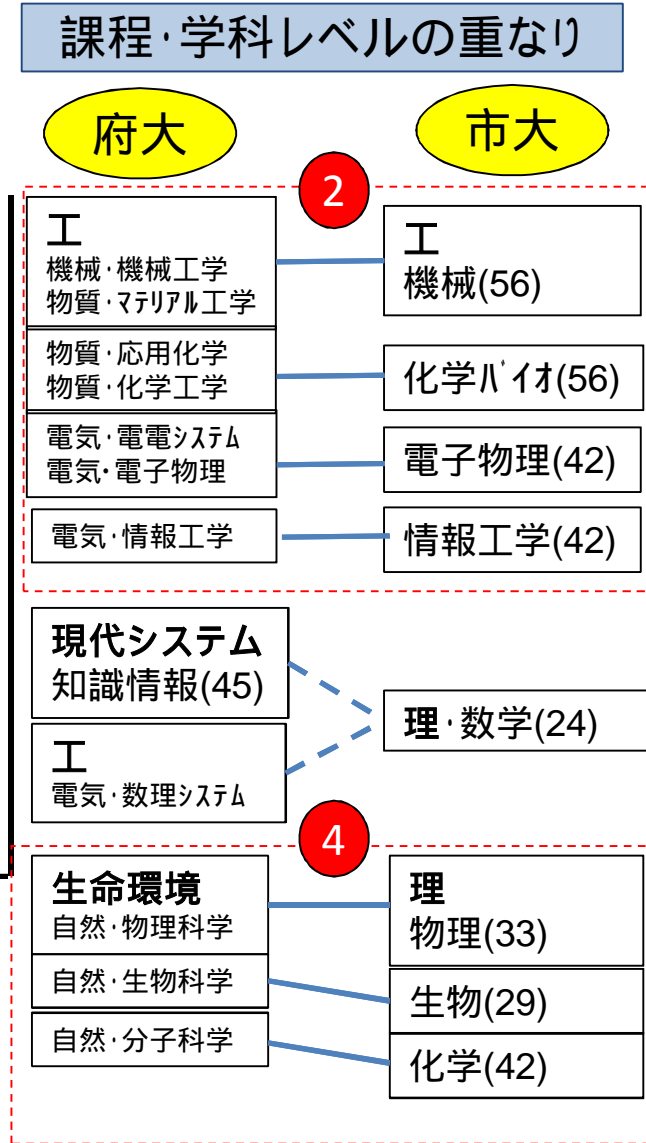 課程･学科レベルの重なり
府大
市大
2
工
機械･機械工学
物質･ﾏﾃﾘｱﾙ工学
工
機械(56)
物質･応用化学
物質･化学工学
化学ﾊﾞｲｵ(56)
電気･電電ｼｽﾃﾑ
電気・電子物理
電子物理(42)
電気･情報工学
情報工学(42)
現代システム
知識情報(45)
理･数学(24)
工
電気･数理ｼｽﾃﾑ
4
生命環境
自然･物理科学
理
物理(33)
自然･生物科学
生物(29)
自然･分子科学
化学(42)